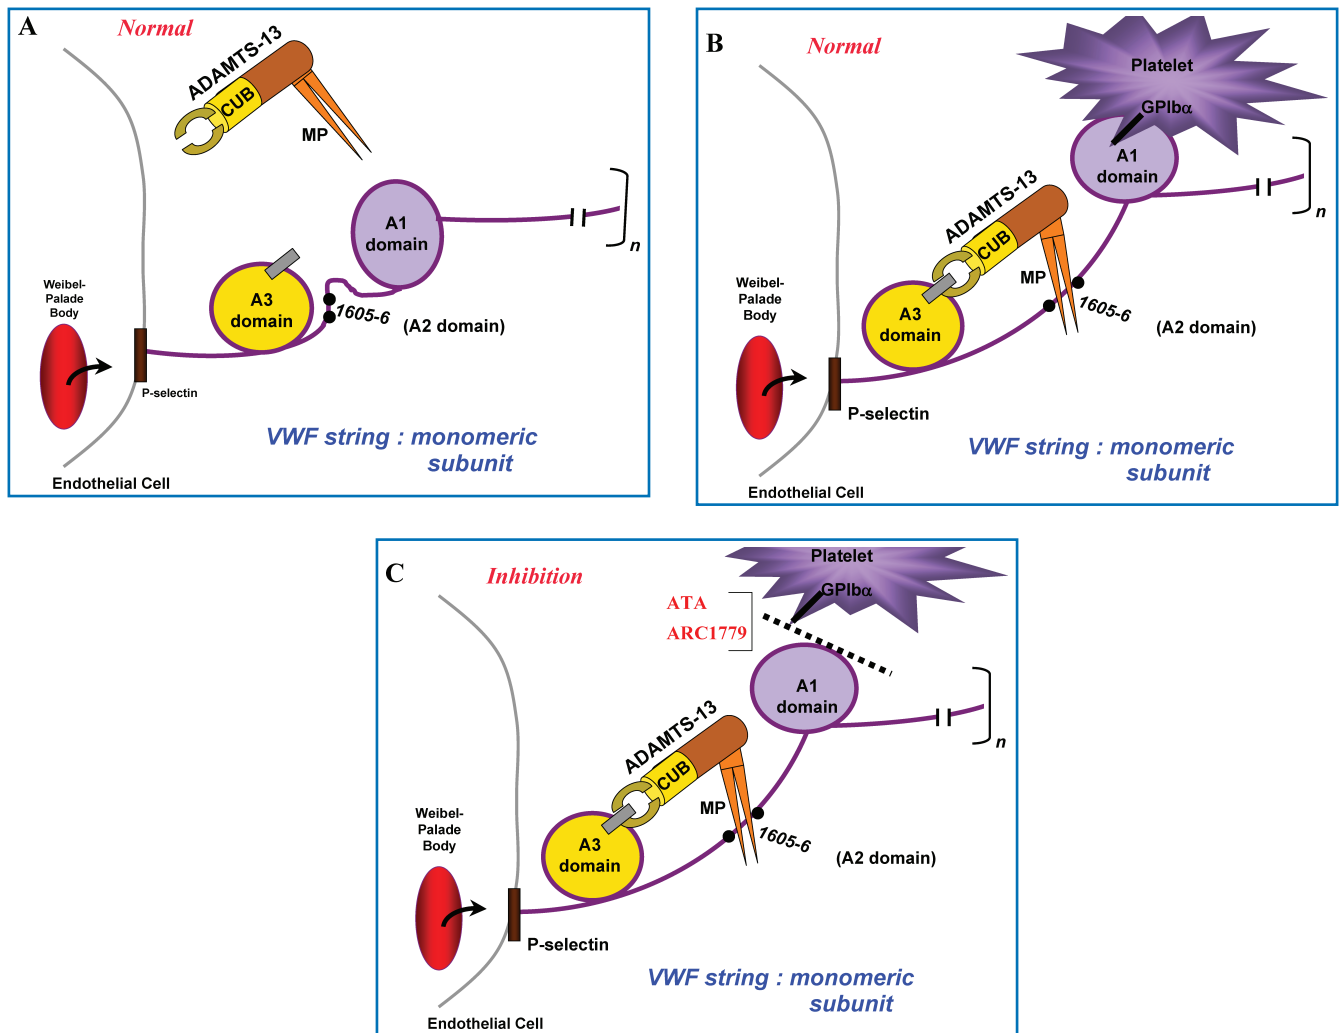 A
Normal
ADAMTS-13
CUB
MP
A1
domain
n
A3
domain
1605-6
(A2 domain)
Weibel-
Palade
Body
P-selectin
VWF string : monomeric
subunit
Endothelial Cell
B
Normal
Platelet
GPIbα
A1
domain
n
ADAMTS-13
CUB
MP
A3
domain
1605-6
(A2 domain)
Weibel-
Palade
Body
P-selectin
VWF string : monomeric
subunit
Endothelial Cell
C
Inhibition
Platelet
GPIbα
ATA
ARC1779
A1
domain
n
ADAMTS-13
CUB
MP
A3
domain
1605-6
(A2 domain)
Weibel-
Palade
Body
P-selectin
VWF string : monomeric
subunit
Endothelial Cell